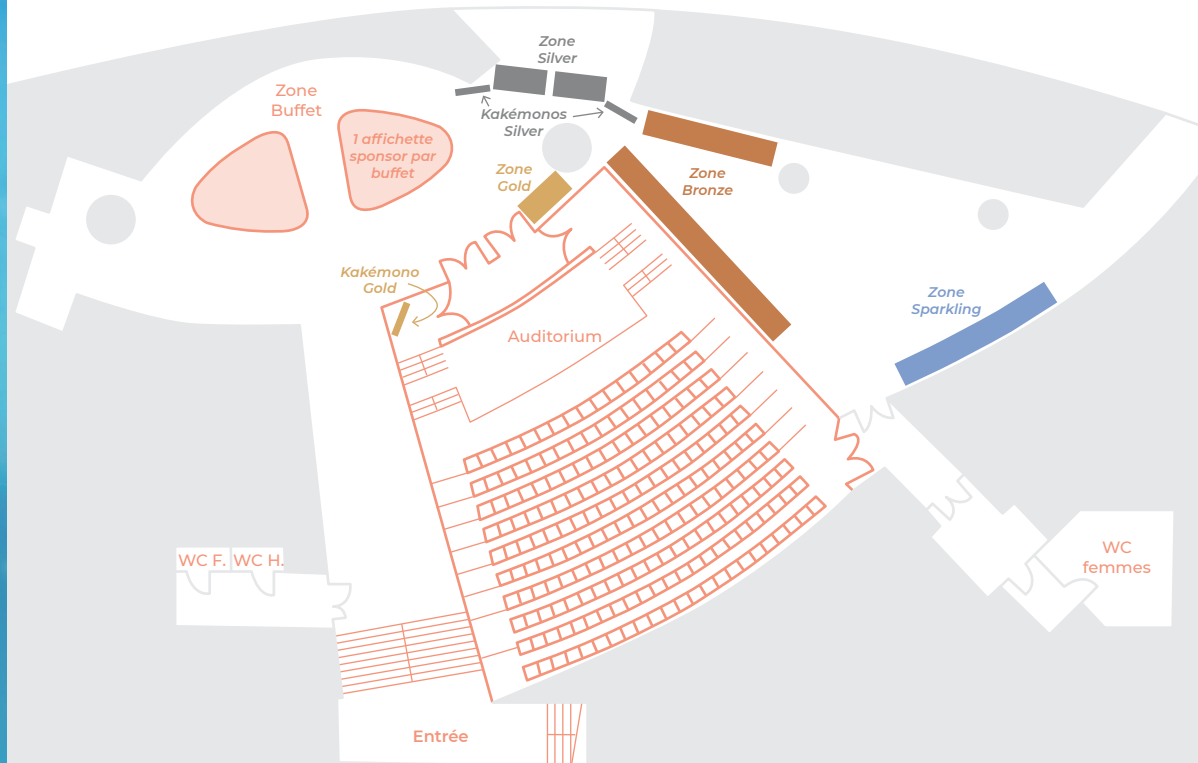 Zone
Silver
Zone
Buffet
Kakémonos
Silver
1 affichette
sponsor par
buffet
Zone
Gold
Zone
Bronze
Kakémono
Gold
Zone
Sparkling
Auditorium
WC F.
WC H.
WC
femmes
Entrée